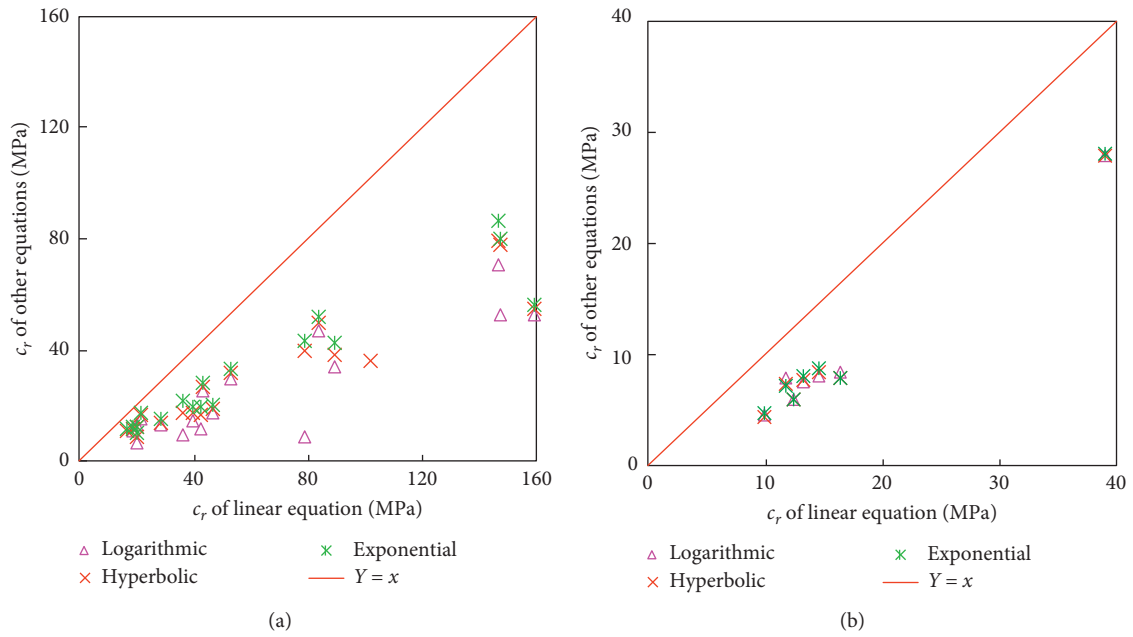 160
120
80
40
0
c_r of other equations (MPa)
0 40 80 120 160
c_r of linear equation (MPa)
Logarithmic
Hyperbolic
Exponential
Y = x
(a)
40
30
20
10
0
c_r of other equations (MPa)
0 10 20 30 40
c_r of linear equation (MPa)
Logarithmic
Hyperbolic
Exponential
Y = x
(b)